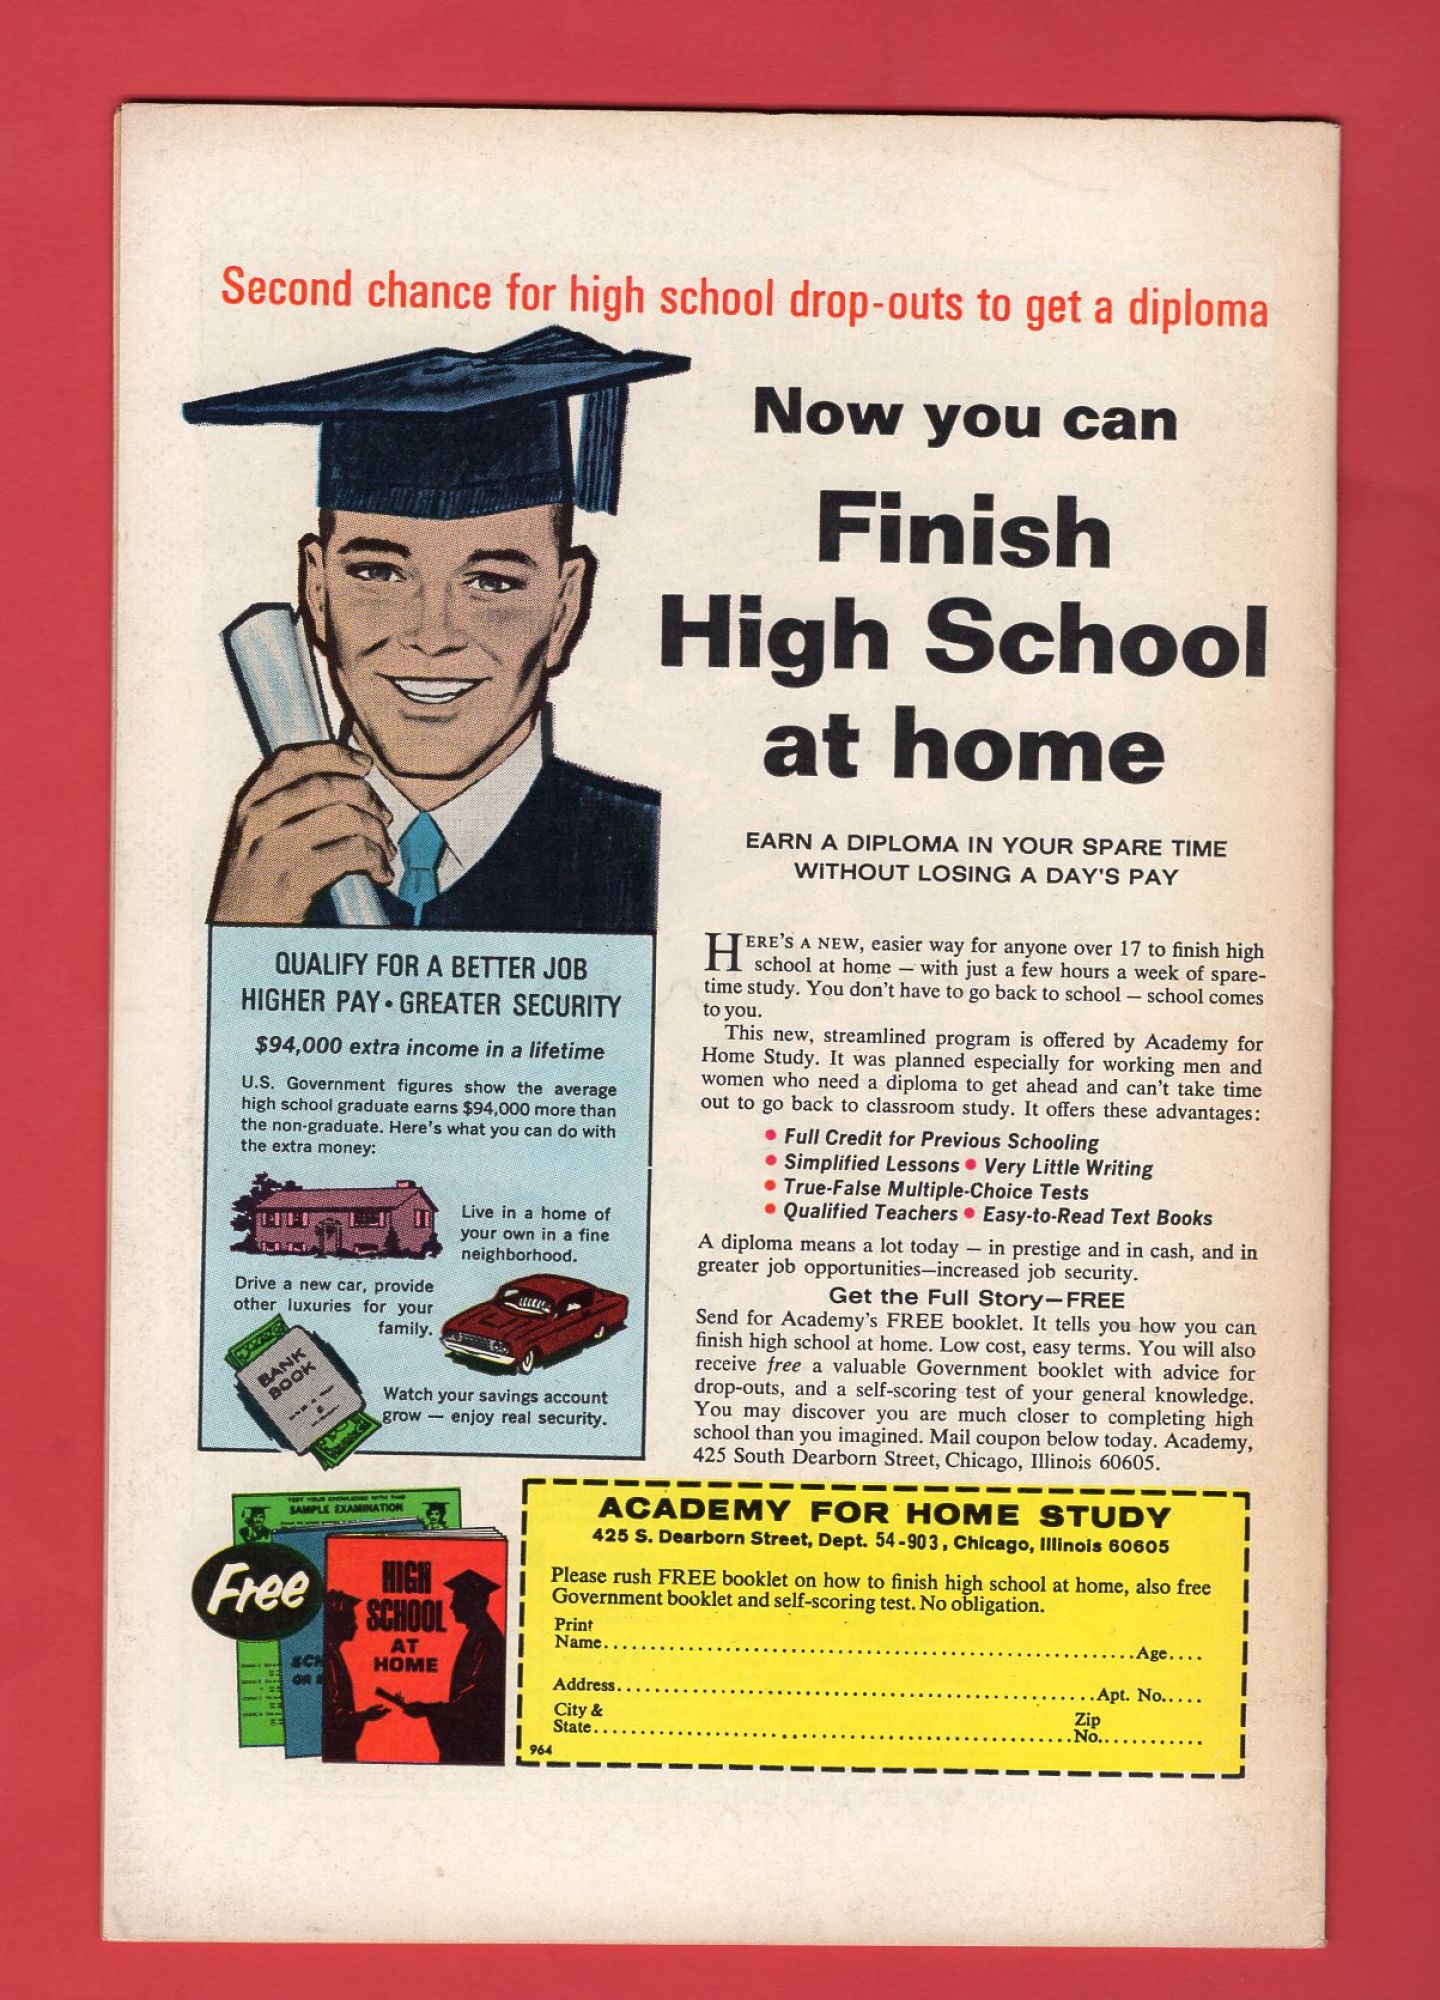 Second chance for high school drop-outs to get a diploma
Now you can
Finish
High School
at home
EARN A DIPLOMA IN YOUR SPARE TIME
WITHOUT LOSING A DAY'S PAY
HERE'S A NEW, easier way for anyone over 17 to finish high
school at home — with just a few hours a week of spare-
time study. You don't have to go back to school — school comes
to you.
This new, streamlined program is offered by Academy for
Home Study. It was planned especially for working men and
women who need a diploma to get ahead and can't take time
out to go back to classroom study. It offers these advantages:
• Full Credit for Previous Schooling
• Simplified Lessons • Very Little Writing
• True-False Multiple-Choice Tests
• Qualified Teachers • Easy-to-Read Text Books
A diploma means a lot today — in prestige and in cash, and in
greater job opportunities—increased job security.
Get the Full Story—FREE
Send for Academy's FREE booklet. It tells you how you can
finish high school at home. Low cost, easy terms. You will also
receive free a valuable Government booklet with advice for
drop-outs, and a self-scoring test of your general knowledge.
You may discover you are much closer to completing high
school than you imagined. Mail coupon below today. Academy,
425 South Dearborn Street, Chicago, Illinois 60605.
QUALIFY FOR A BETTER JOB
HIGHER PAY • GREATER SECURITY
$94,000 extra income in a lifetime
U.S. Government figures show the average
high school graduate earns $94,000 more than
the non-graduate. Here's what you can do with
the extra money:
Live in a home of
your own in a fine
neighborhood.
Drive a new car, provide
other luxuries for your
family.
BANK
BOOK
Watch your savings account
grow — enjoy real security.
TEST YOUR KNOWLEDGE WITH THIS
SAMPLE EXAMINATION
Free
HIGH
SCHOOL
AT
HOME
ACADEMY FOR HOME STUDY
425 S. Dearborn Street, Dept. 54-903, Chicago, Illinois 60605
Please rush FREE booklet on how to finish high school at home, also free
Government booklet and self-scoring test. No obligation.
Print
Name.......................................................Age....
Address..................................................Apt. No.....
City &
State..................................................Zip No............
964